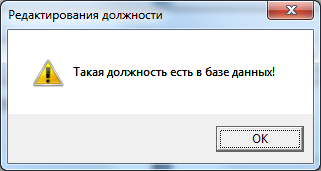 Редактирования должности
Такая должность есть в базе данных!
OK